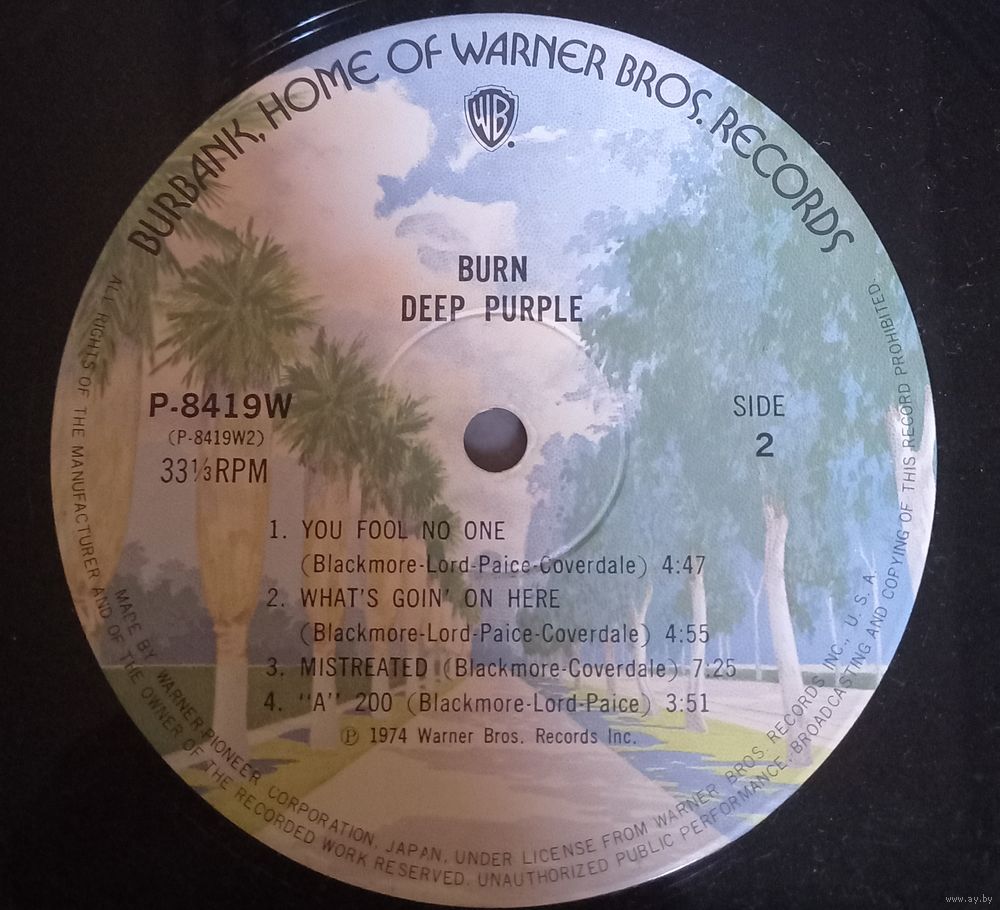 BURBANK, HOME OF WARNER BROS. RECORDS
WB
BURN
DEEP PURPLE
P-8419W
(P-8419W2)
33⅓RPM
SIDE
2
1. YOU FOOL NO ONE
(Blackmore-Lord-Paice-Coverdale) 4:47
2. WHAT'S GOIN' ON HERE
(Blackmore-Lord-Paice-Coverdale) 4:55
3. MISTREATED (Blackmore-Coverdale) 7:25
4. "A" 200 (Blackmore-Lord-Paice) 3:51
Ⓟ 1974 Warner Bros. Records Inc.
MADE BY WARNER-PIONEER CORPORATION, JAPAN, UNDER LICENSE FROM WARNER BROS. RECORDS INC., U. S. A.
ALL RIGHTS OF THE MANUFACTURER AND OF THE OWNER OF THE RECORDED WORK RESERVED. UNAUTHORIZED PUBLIC PERFORMANCE, BROADCASTING AND COPYING OF THIS RECORD PROHIBITED.
www.ay.by